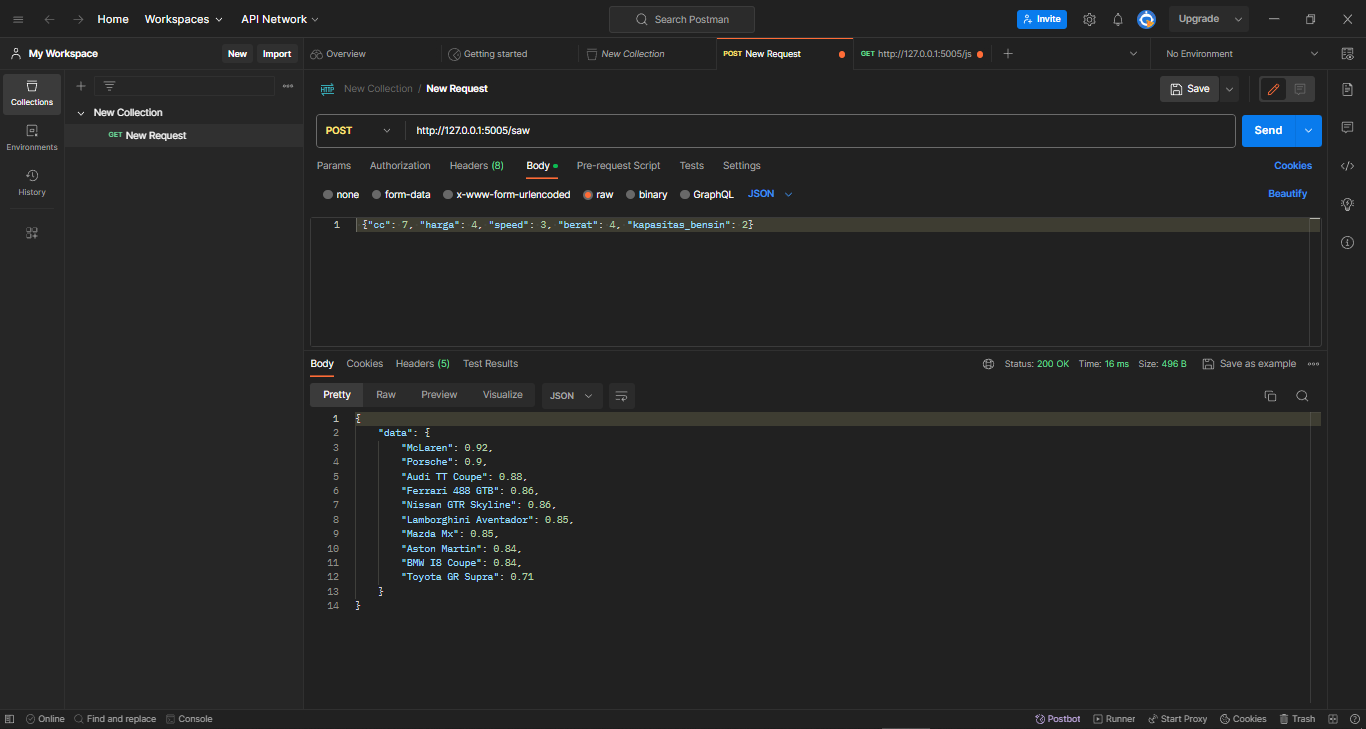 Home Workspaces API Network Search Postman Invite Upgrade
My Workspace New Import Overview Getting started New Collection POST New Request GET http://127.0.0.1:5005/js No Environment
Collections
New Collection / New Request Save
New Collection
GET New Request
POST http://127.0.0.1:5005/saw Send
Environments
Params Authorization Headers (8) Body Pre-request Script Tests Settings Cookies
History
none form-data x-www-form-urlencoded raw binary GraphQL JSON Beautify
1 {"cc": 7, "harga": 4, "speed": 3, "berat": 4, "kapasitas_bensin": 2}
Body Cookies Headers (5) Test Results Status: 200 OK Time: 16 ms Size: 496 B Save as example
Pretty Raw Preview Visualize JSON
1 {
2 "data": {
3 "McLaren": 0.92,
4 "Porsche": 0.9,
5 "Audi TT Coupe": 0.88,
6 "Ferrari 488 GTB": 0.86,
7 "Nissan GTR Skyline": 0.86,
8 "Lamborghini Aventador": 0.85,
9 "Mazda Mx": 0.85,
10 "Aston Martin": 0.84,
11 "BMW I8 Coupe": 0.84,
12 "Toyota GR Supra": 0.71
13 }
14 }
Online Find and replace Console Postbot Runner Start Proxy Cookies Trash